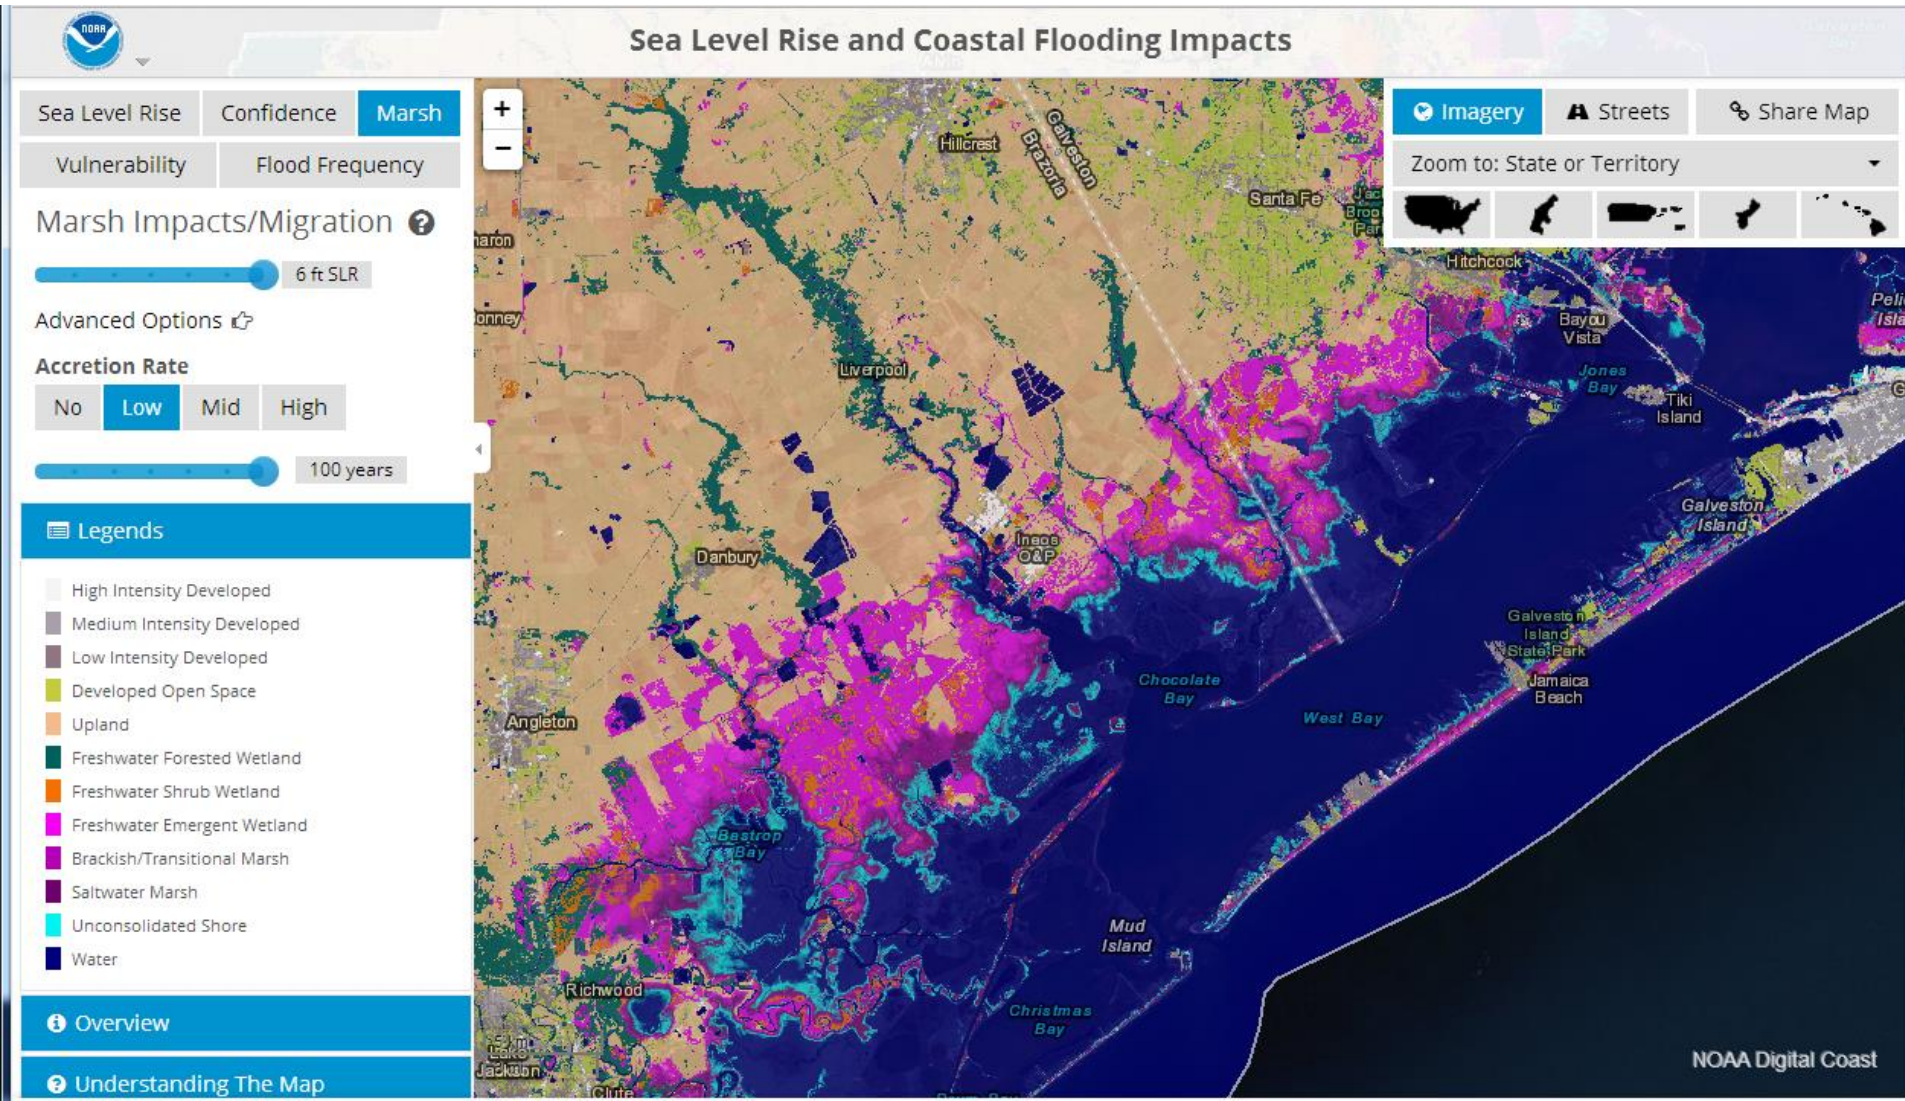 NOAA
Sea Level Rise and Coastal Flooding Impacts
Sea Level Rise
Confidence
Marsh
Vulnerability
Flood Frequency
Marsh Impacts/Migration
6 ft SLR
Advanced Options
Accretion Rate
No
Low
Mid
High
100 years
Legends
High Intensity Developed
Medium Intensity Developed
Low Intensity Developed
Developed Open Space
Upland
Freshwater Forested Wetland
Freshwater Shrub Wetland
Freshwater Emergent Wetland
Brackish/Transitional Marsh
Saltwater Marsh
Unconsolidated Shore
Water
Overview
Understanding The Map
+
−
Imagery
Streets
Share Map
Zoom to: State or Territory
Hillcrest
Galveston
Brazoria
Santa Fe
Hitchcock
Bayou
Vista
Jones
Bay
Tiki
Island
Liverpool
Ineos
O&P
Danbury
Angleton
Galveston
Island
Galveston
Island
State Park
Jamaica
Beach
Chocolate
Bay
West Bay
Bastrop
Bay
Mud
Island
Richwood
Christmas
Bay
Lake
Jackson
Clute
NOAA Digital Coast